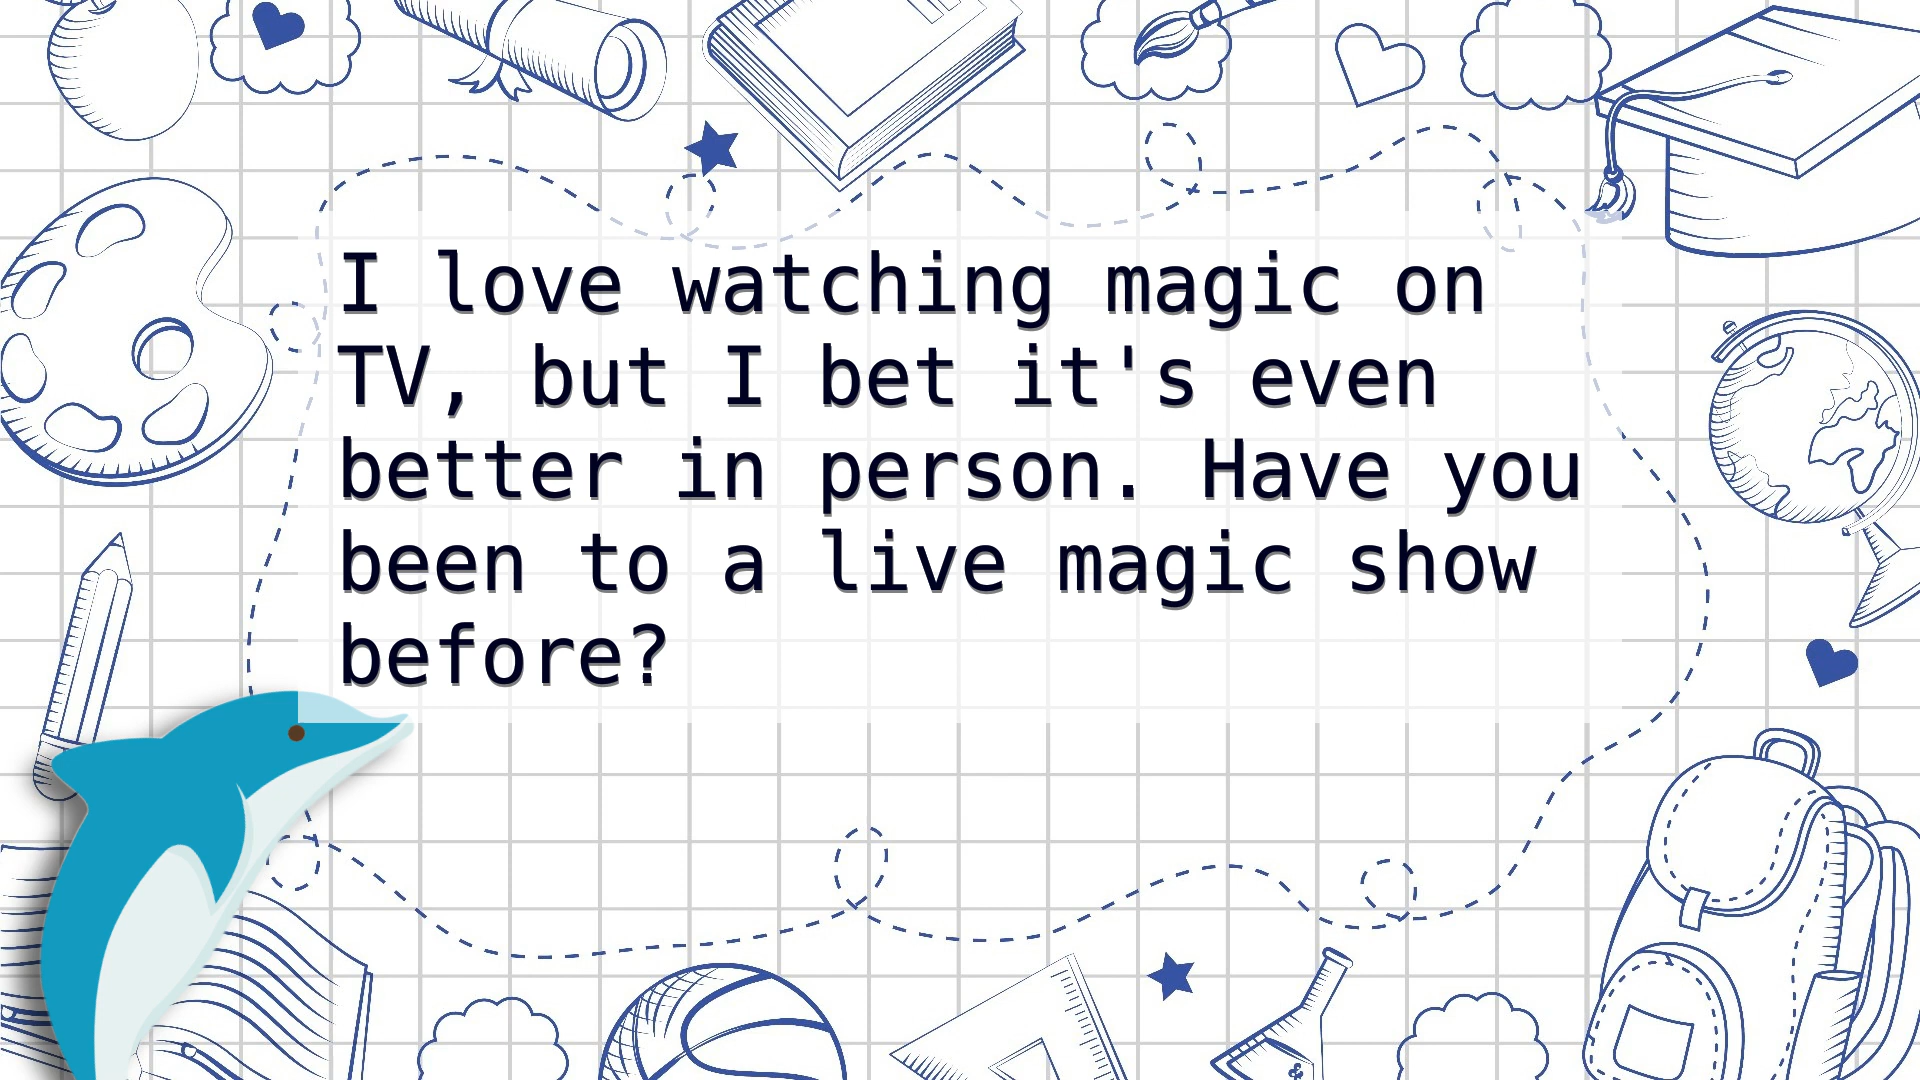 I love watching magic on
TV, but I bet it's even
better in person. Have you
been to a live magic show
before?